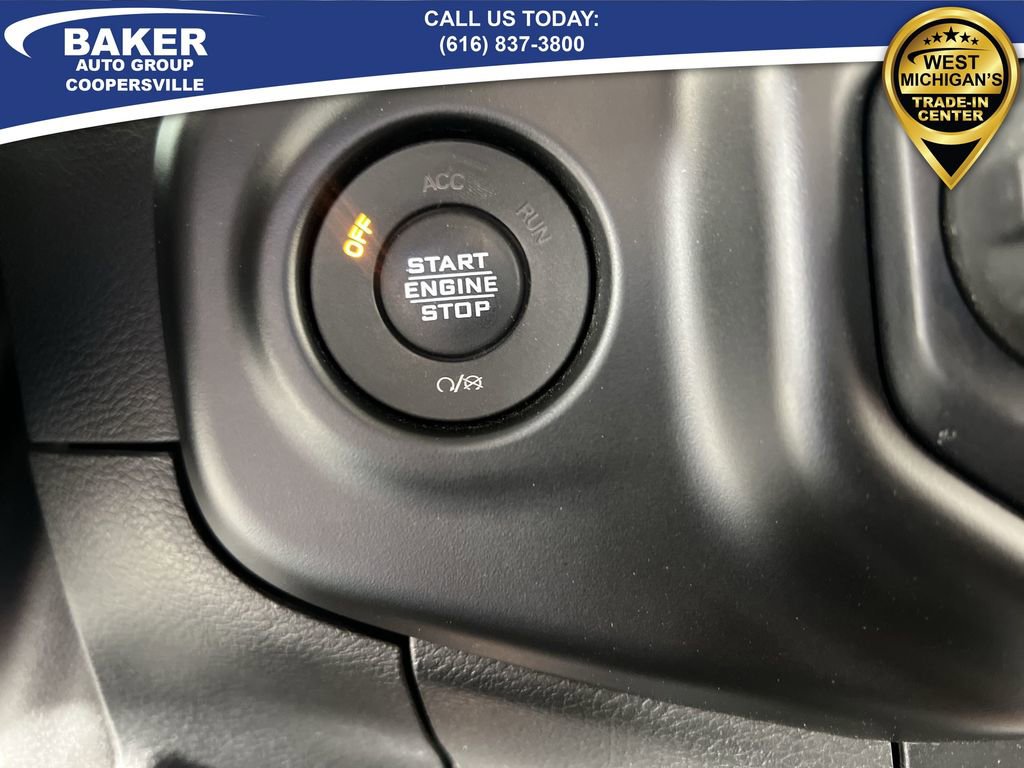 BAKER
AUTO GROUP
COOPERSVILLE
CALL US TODAY:
(616) 837-3800
WEST
MICHIGAN'S
TRADE-IN
CENTER
ACC
OFF
RUN
START
ENGINE
STOP